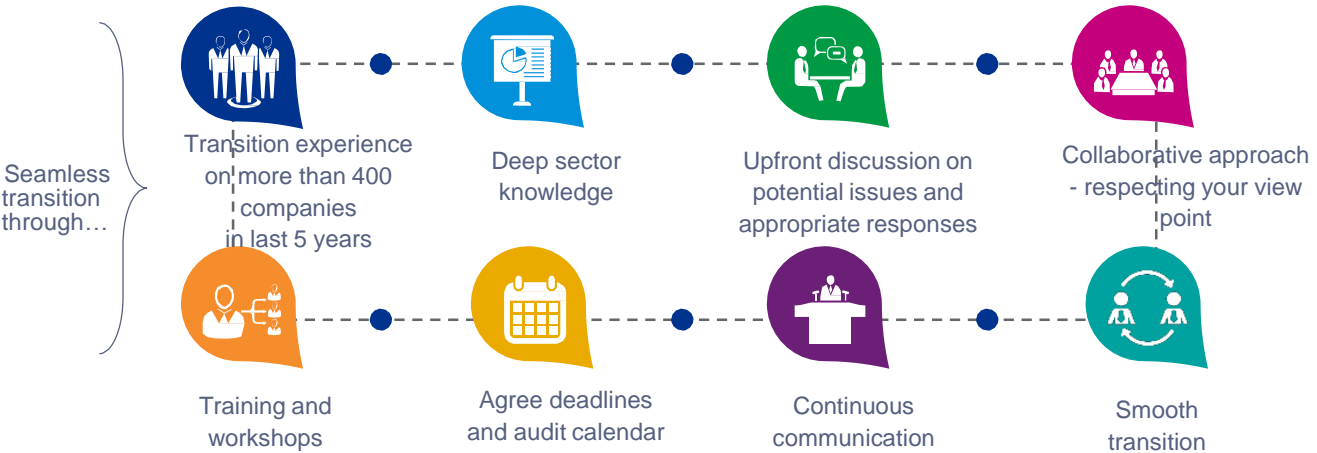 Seamless
transition
through…
Transition experience
on more than 400
companies
in last 5 years
Deep sector
knowledge
Upfront discussion on
potential issues and
appropriate responses
Collaborative approach
- respecting your view
point
Training and
workshops
Agree deadlines
and audit calendar
Continuous
communication
Smooth
transition